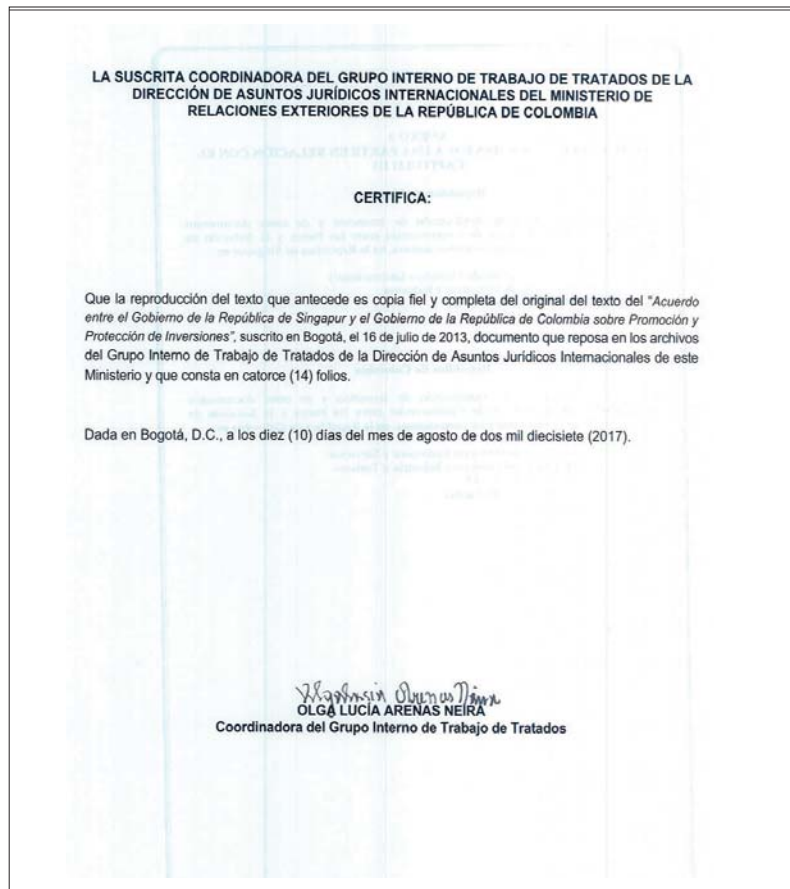 LA SUSCRITA COORDINADORA DEL GRUPO INTERNO DE TRABAJO DE TRATADOS DE LA
DIRECCIÓN DE ASUNTOS JURÍDICOS INTERNACIONALES DEL MINISTERIO DE
RELACIONES EXTERIORES DE LA REPÚBLICA DE COLOMBIA
CERTIFICA:
Que la reproducción del texto que antecede es copia fiel y completa del original del texto del "Acuerdo
entre el Gobierno de la República de Singapur y el Gobierno de la República de Colombia sobre Promoción y
Protección de Inversiones", suscrito en Bogotá, el 16 de julio de 2013, documento que reposa en los archivos
del Grupo Interno de Trabajo de Tratados de la Dirección de Asuntos Jurídicos Internacionales de este
Ministerio y que consta en catorce (14) folios.
Dada en Bogotá, D.C., a los diez (10) días del mes de agosto de dos mil diecisiete (2017).
OLGA LUCÍA ARENAS NEIRA
Coordinadora del Grupo Interno de Trabajo de Tratados